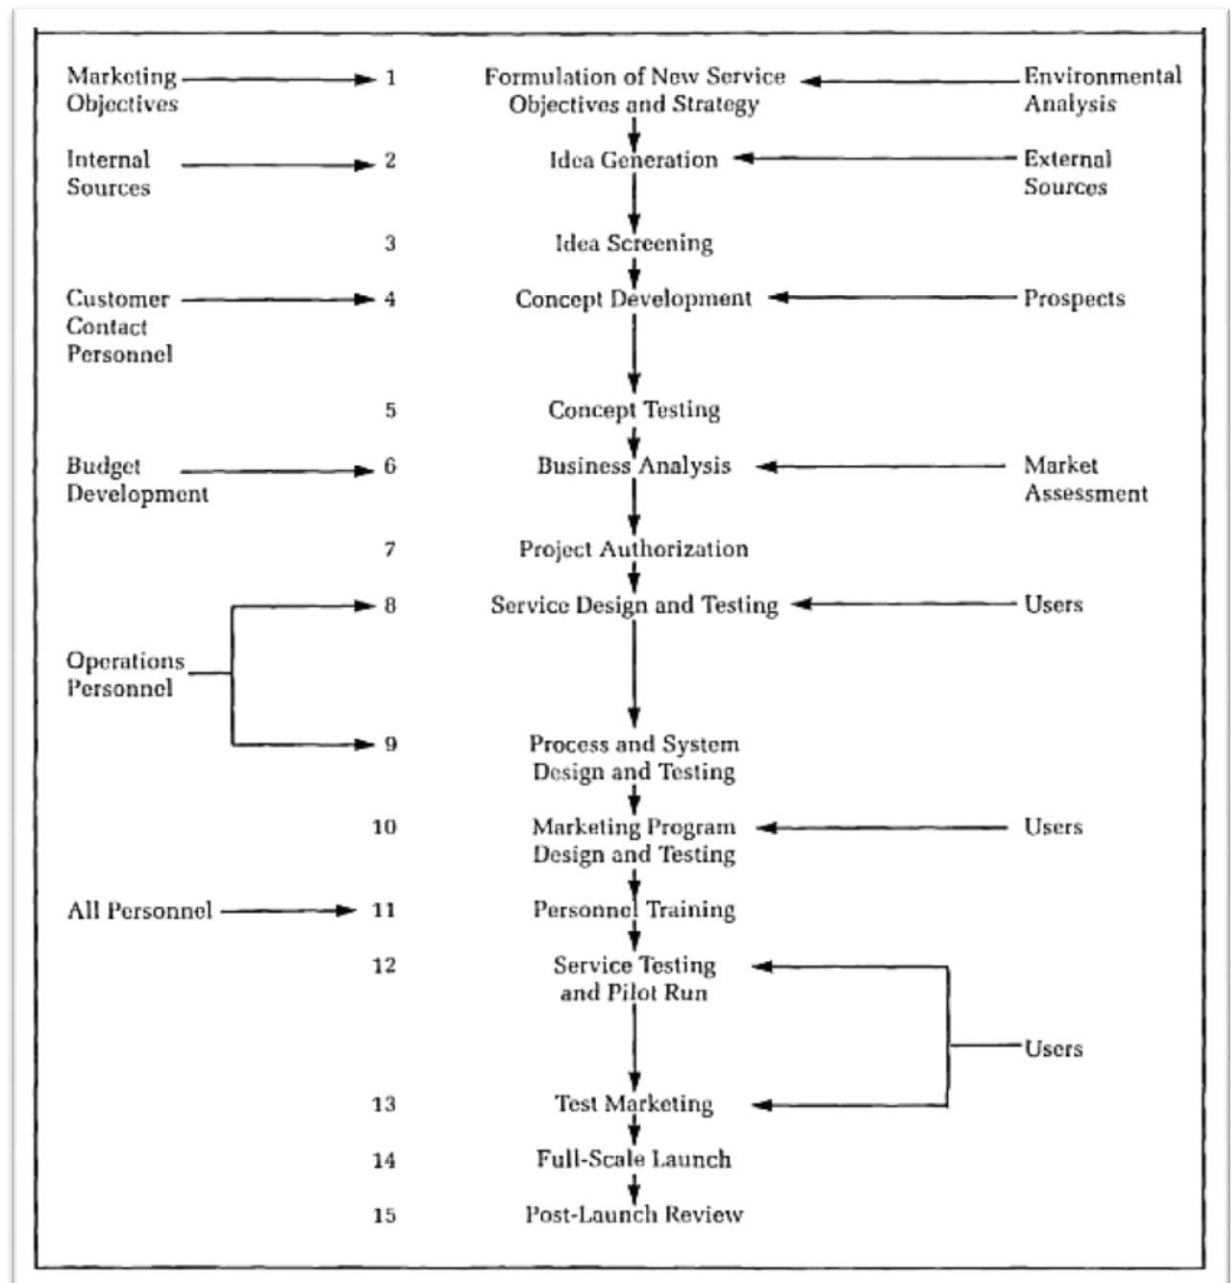 Marketing 1 Formulation of New Service Environmental
Objectives Objectives and Strategy Analysis
Internal 2 Idea Generation External
Sources Sources
3 Idea Screening
Customer 4 Concept Development Prospects
Contact
Personnel
5 Concept Testing
Budget 6 Business Analysis Market
Development Assessment
7 Project Authorization
8 Service Design and Testing Users
Operations
Personnel
9 Process and System
Design and Testing
10 Marketing Program Users
Design and Testing
All Personnel 11 Personnel Training
12 Service Testing
and Pilot Run
Users
13 Test Marketing
14 Full-Scale Launch
15 Post-Launch Review